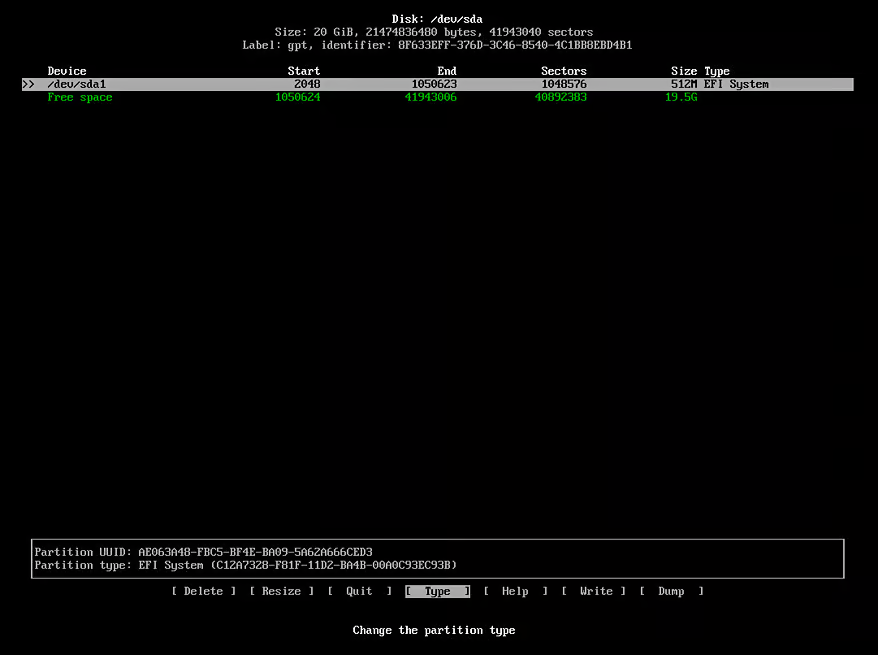 Disk: /dev/sda
Size: 20 GiB, 21474836480 bytes, 41943040 sectors
Label: gpt, identifier: 8F633EFF-376D-3C46-8540-4C1BB8EBD4B1
Device Start End Sectors Size Type
>> /dev/sda1 2048 1050623 1048576 512M EFI System
Free space 1050624 41943006 40892383 19.5G
Partition UUID: AE063A48-FBC5-BF4E-BA09-5A62A666CED3
Partition type: EFI System (C12A7328-F81F-11D2-BA4B-00A0C93EC93B)
[ Delete ] [ Resize ] [ Quit ] [ Type ] [ Help ] [ Write ] [ Dump ]
Change the partition type